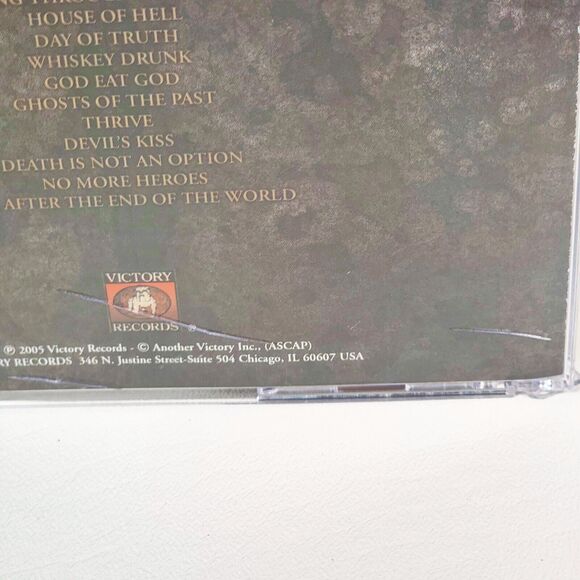 HOUSE OF HELL
DAY OF TRUTH
WHISKEY DRUNK
GOD EAT GOD
GHOSTS OF THE PAST
THRIVE
DEVIL'S KISS
DEATH IS NOT AN OPTION
NO MORE HEROES
AFTER THE END OF THE WORLD
VICTORY
RECORDS ®
℗ 2005 Victory Records - © Another Victory Inc., (ASCAP)
RY RECORDS 346 N. Justine Street-Suite 504 Chicago, IL 60607 USA